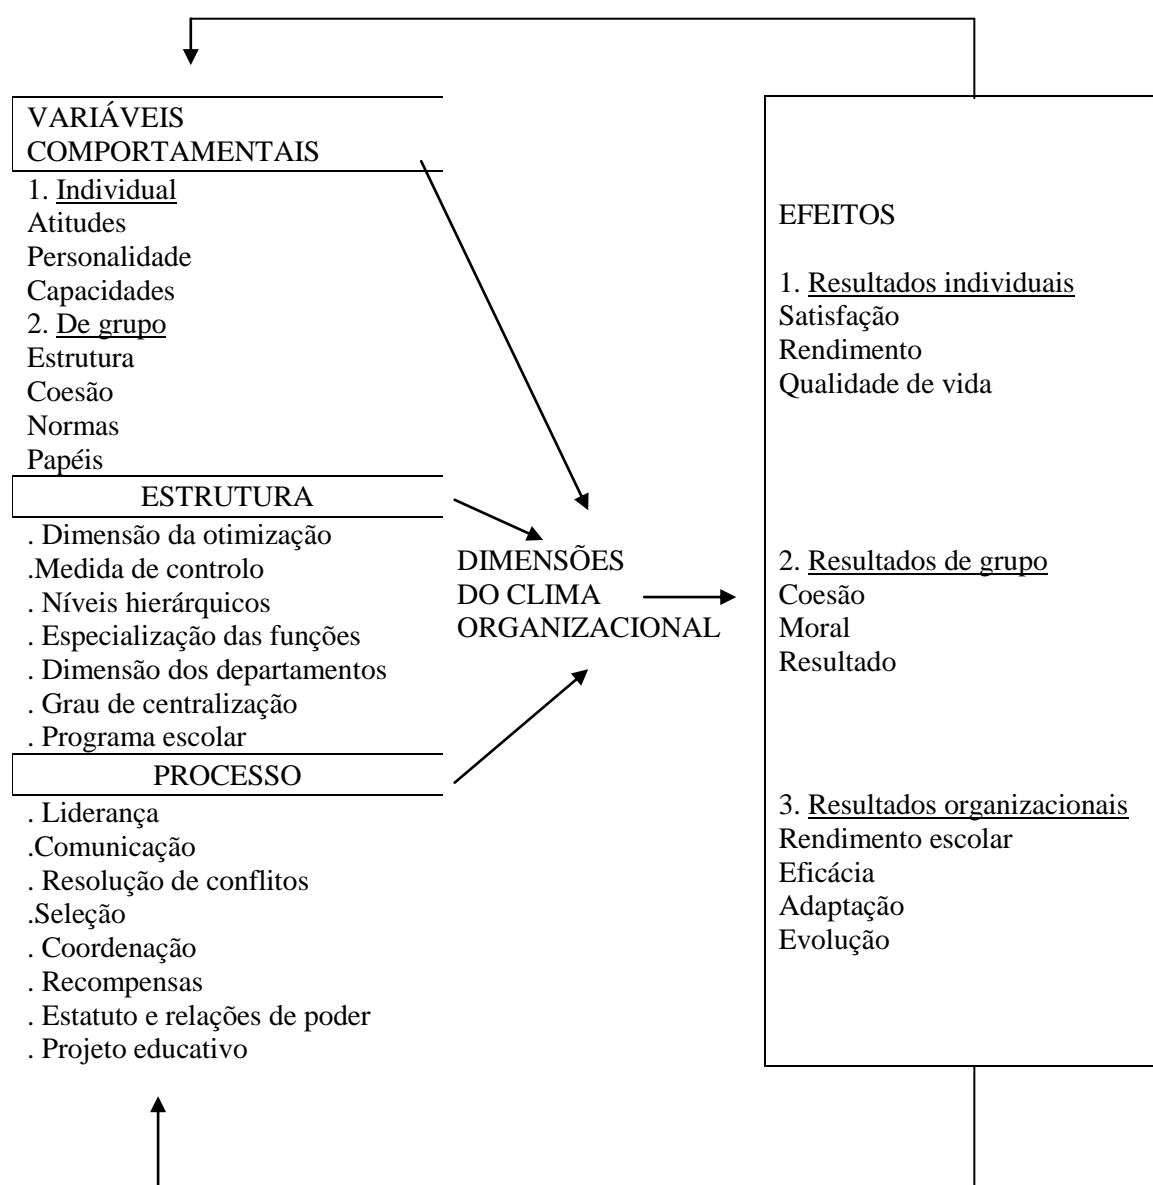 VARIÁVEIS
COMPORTAMENTAIS
1. Individual
Atitudes
Personalidade
Capacidades
2. De grupo
Estrutura
Coesão
Normas
Papéis
ESTRUTURA
. Dimensão da otimização
.Medida de controlo
. Níveis hierárquicos
. Especialização das funções
. Dimensão dos departamentos
. Grau de centralização
. Programa escolar
PROCESSO
. Liderança
.Comunicação
. Resolução de conflitos
.Seleção
. Coordenação
. Recompensas
. Estatuto e relações de poder
. Projeto educativo
DIMENSÕES
DO CLIMA
ORGANIZACIONAL
EFEITOS
1. Resultados individuais
Satisfação
Rendimento
Qualidade de vida
2. Resultados de grupo
Coesão
Moral
Resultado
3. Resultados organizacionais
Rendimento escolar
Eficácia
Adaptação
Evolução